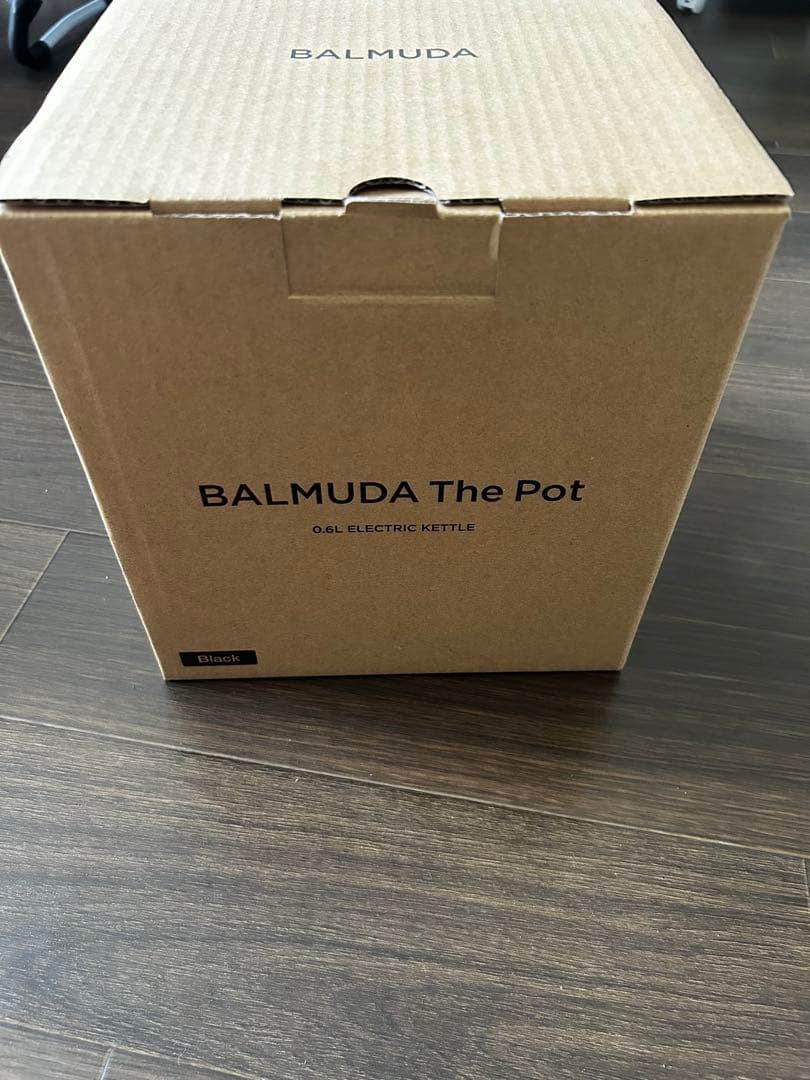 BALMUDA
BALMUDA The Pot
0.6L ELECTRIC KETTLE
Black